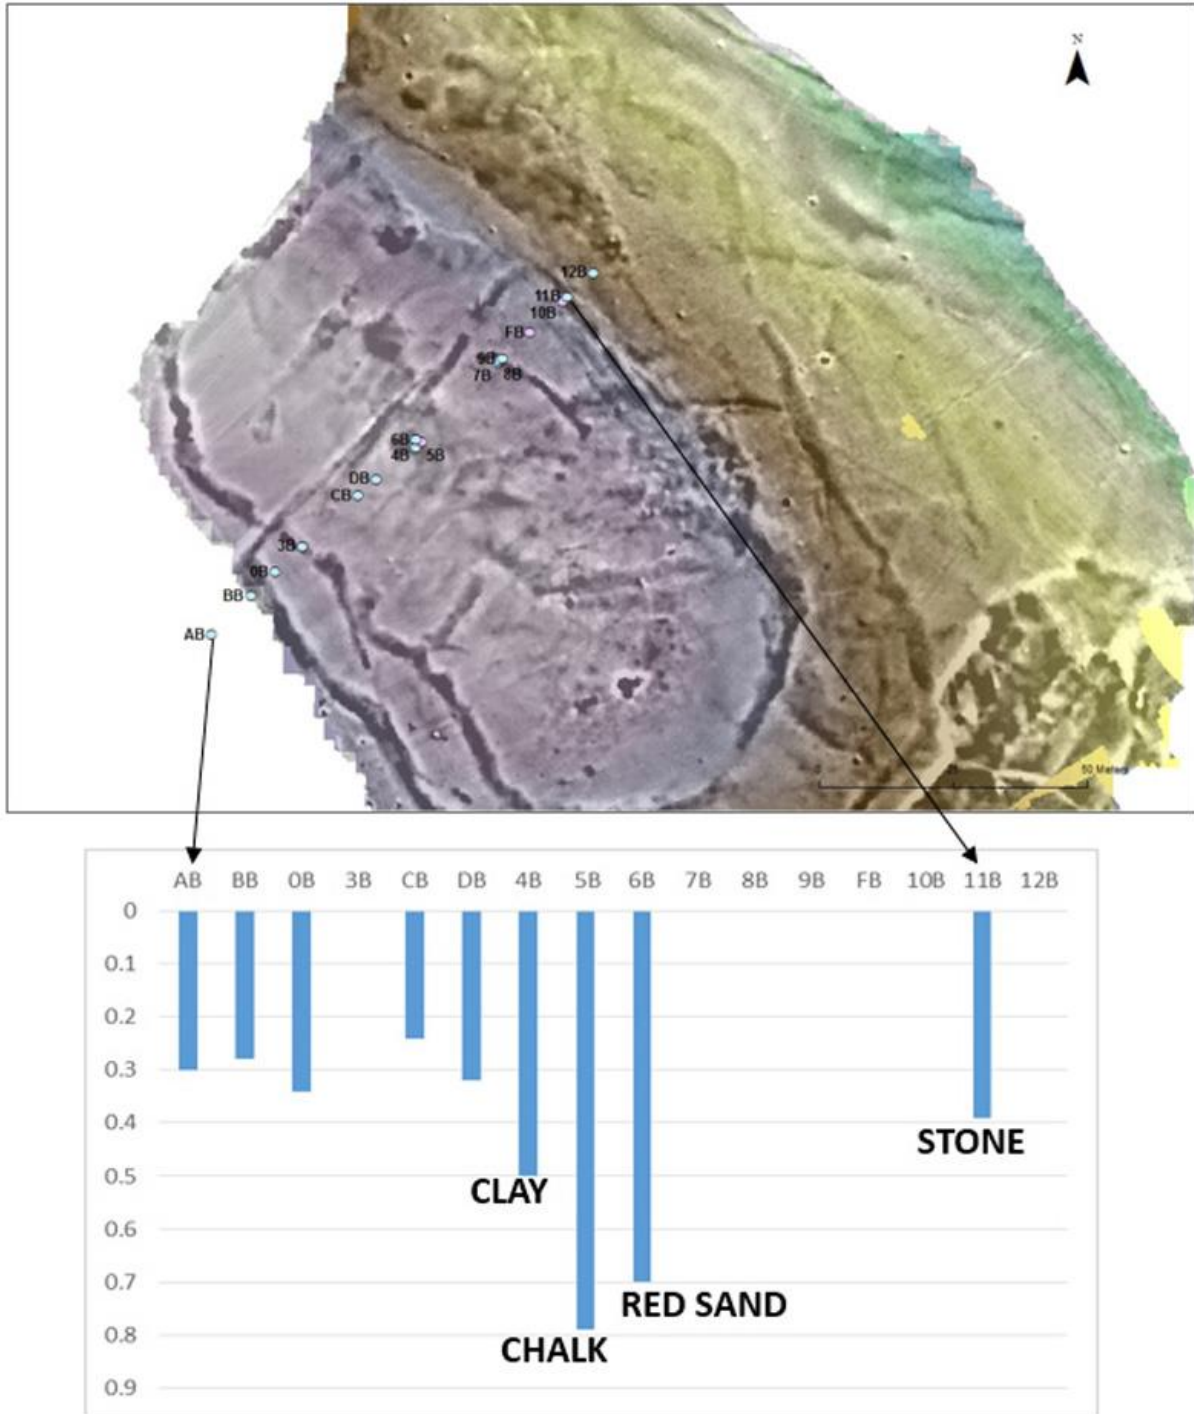 N
12B
11B
10B
FB
9B
7B 8B
6B
4B 5B
DB
CB
3B
0B
BB
AB
50 Meters
AB BB 0B 3B CB DB 4B 5B 6B 7B 8B 9B FB 10B 11B 12B
0
0.1
0.2
0.3
0.4
STONE
0.5
CLAY
0.6
0.7
RED SAND
0.8
CHALK
0.9